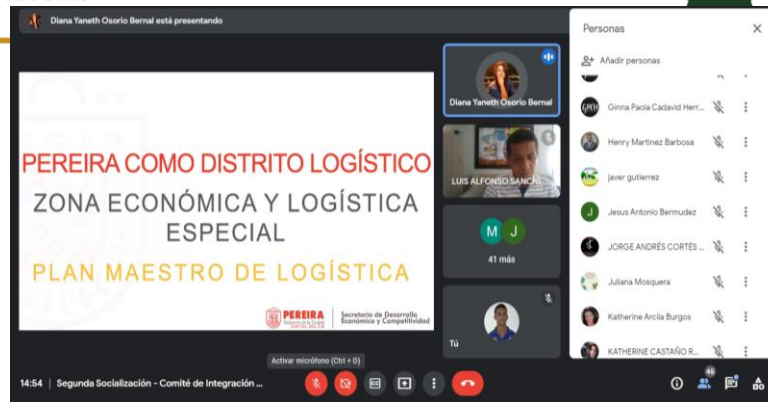 Diana Yaneth Osorio Bernal está presentando
PEREIRA COMO DISTRITO LOGÍSTICO
ZONA ECONÓMICA Y LOGÍSTICA
ESPECIAL
PLAN MAESTRO DE LOGÍSTICA
PEREIRA
Secretaría de Desarrollo
Económico y Competitividad
Diana Yaneth Osorio Bernal
LUIS ALFONSO SANCH
M J
41 más
Tú
Personas
Añadir personas
Ginna Paola Cadavid Herr...
Henry Martinez Barbosa
javer gutierrez
J
Jesus Antonio Bermudez
JORGE ANDRÉS CORTÉS ...
Juliana Mosquera
Katherine Arcila Burgos
KATHERINE CASTAÑO R...
Activar micrófono (Ctrl + D)
14:54 | Segunda Socialización - Comité de Integración ...
46